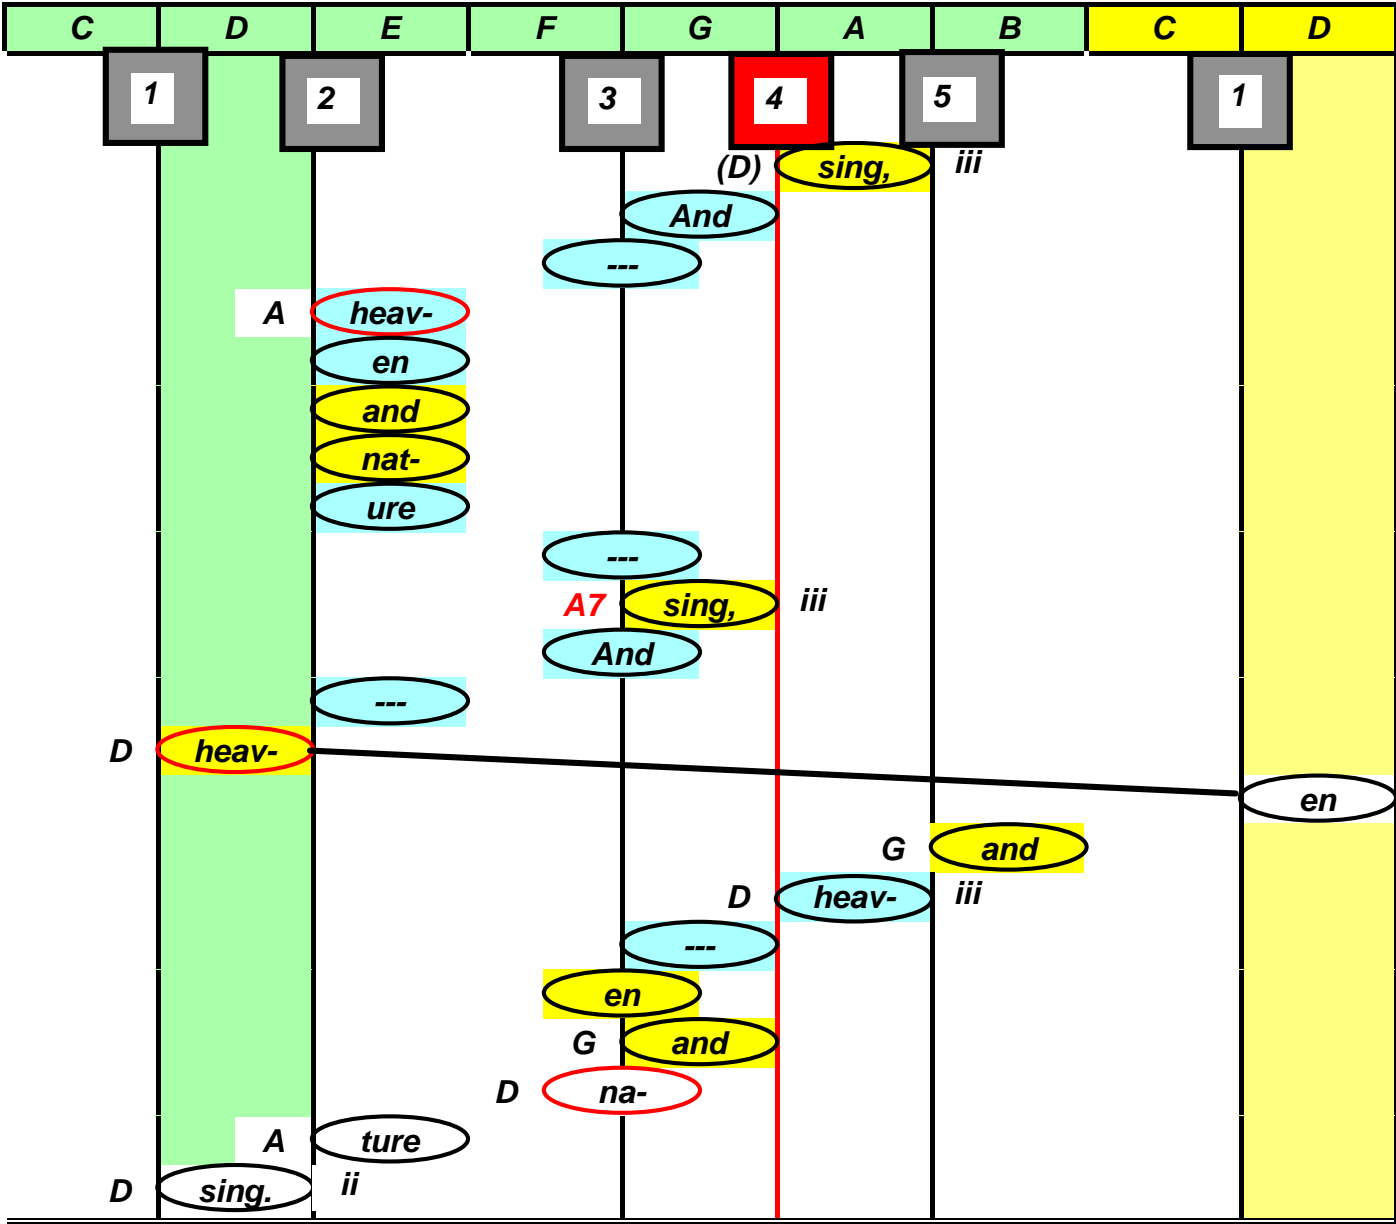 C D E F G A B C D
1 2 3 4 5 1
(D) sing, iii
And
---
A heav-
en
and
nat-
ure
---
A7 sing, iii
And
---
D heav-
en
G and
D heav- iii
---
en
G and
D na-
A ture
D sing. ii